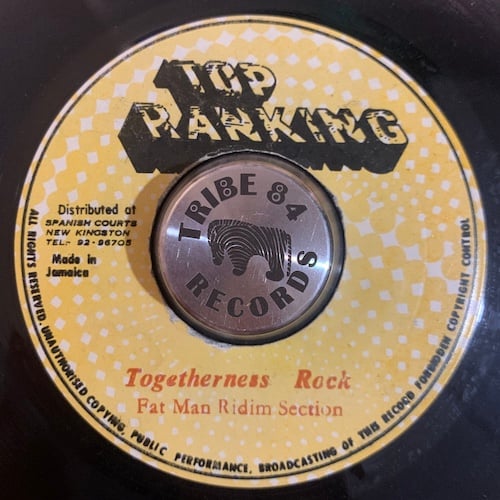 TOP
RANKING
Distributed at
SPANISH COURTS
NEW KINGSTON
TEL:- 92-96705
Made in
Jamaica
TRIBE 84
RECORDS
Togetherness Rock
Fat Man Ridim Section
ALL RIGHTS RESERVED. UNAUTHORISED COPYING, PUBLIC PERFORMANCE, BROADCASTING OF THIS RECORD FORBIDDEN COPYRIGHT CONTROL